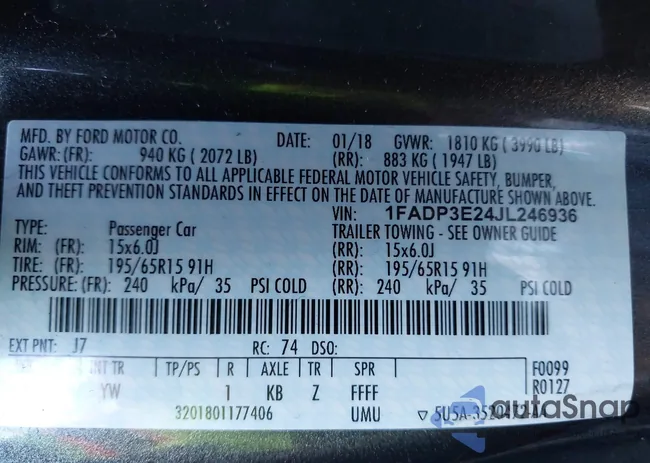 MFD. BY FORD MOTOR CO. DATE: 01/18 GVWR: 1810 KG ( 3990 LB)
GAWR: (FR): 940 KG ( 2072 LB) (RR): 883 KG ( 1947 LB)
THIS VEHICLE CONFORMS TO ALL APPLICABLE FEDERAL MOTOR VEHICLE SAFETY, BUMPER,
AND THEFT PREVENTION STANDARDS IN EFFECT ON THE DATE OF MANUFACTURE SHOWN ABOVE.
VIN: 1FADP3E24JL246936
TYPE: Passenger Car TRAILER TOWING - SEE OWNER GUIDE
RIM: (FR): 15x6.0J (RR): 15x6.0J
TIRE: (FR): 195/65R15 91H (RR): 195/65R15 91H
PRESSURE: (FR): 240 kPa/ 35 PSI COLD (RR): 240 kPa/ 35 PSI COLD
EXT PNT: J7 RC: 74 DSO:
INT TR TP/PS R AXLE TR SPR F0099
YW 1 KB Z FFFF R0127
3201801177406 UMU
autoSnap